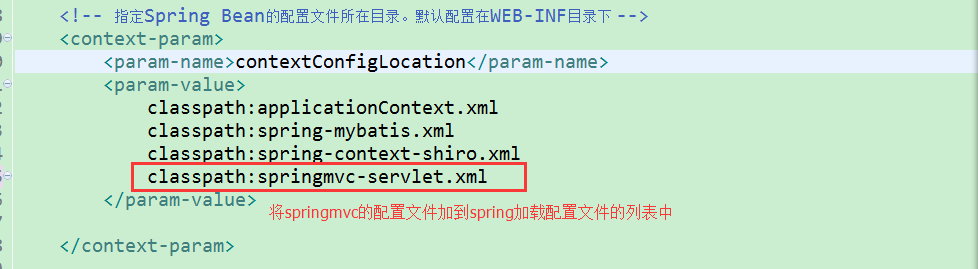 <!-- 指定Spring Bean的配置文件所在目录。默认配置在WEB-INF目录下 -->
<context-param>
<param-name>contextConfigLocation</param-name>
<param-value>
classpath:applicationContext.xml
classpath:spring-mybatis.xml
classpath:spring-context-shiro.xml
classpath:springmvc-servlet.xml
</param-value>
将springmvc的配置文件加到spring加载配置文件的列表中
</context-param>